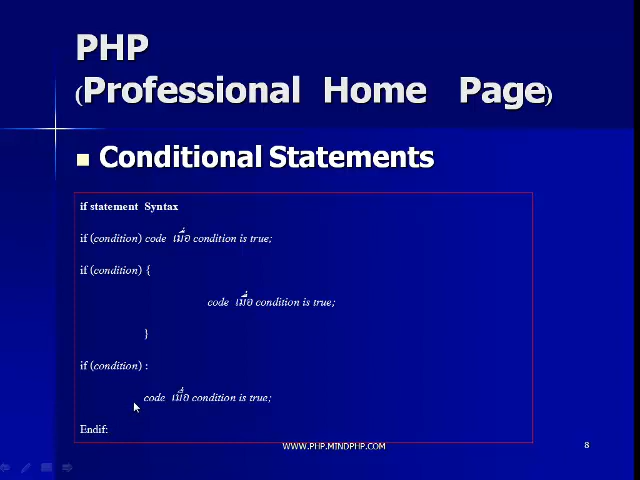 PHP
(Professional Home Page)
Conditional Statements
if statement Syntax
if (condition) code เมื่อ condition is true;
if (condition) {
code เมื่อ condition is true;
}
if (condition) :
code เมื่อ condition is true;
Endif:
WWW.PHP.MINDPHP.COM
8